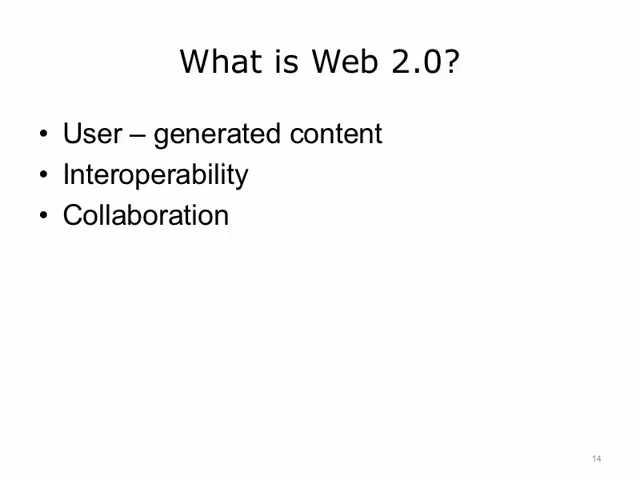 What is Web 2.0?
• User – generated content
• Interoperability
• Collaboration
14